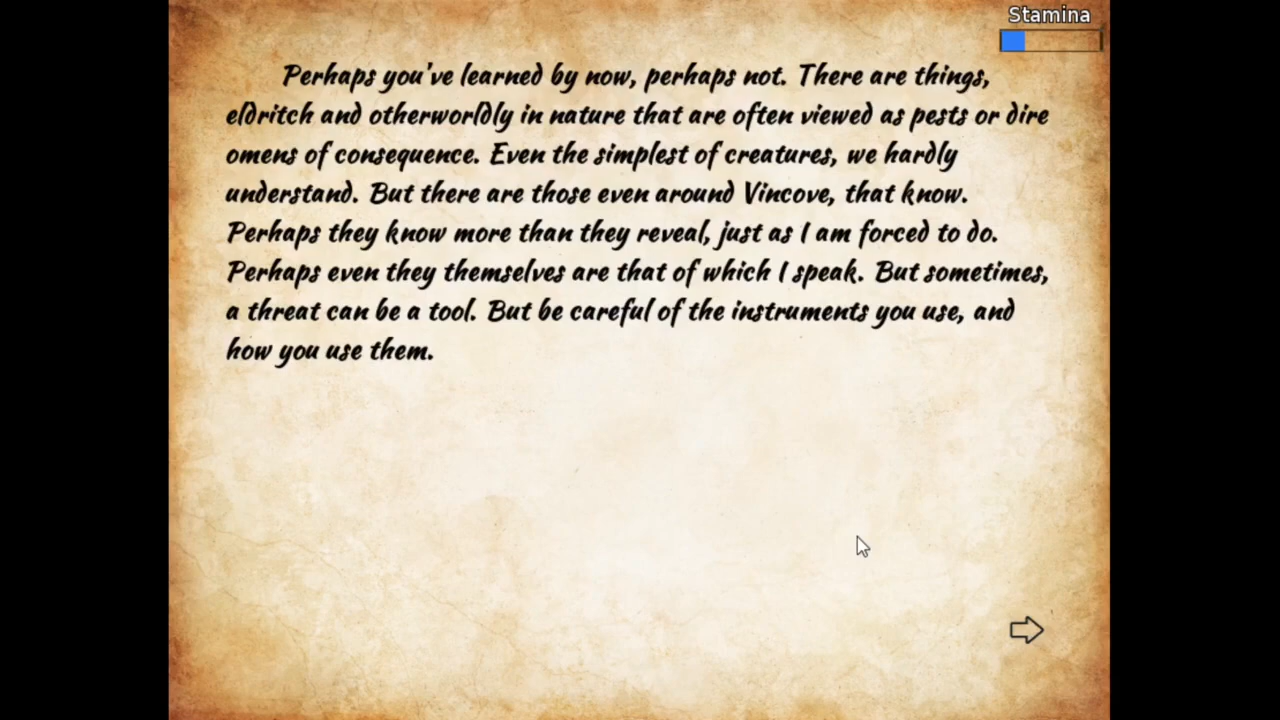 Stamina
Perhaps you've learned by now, perhaps not. There are things,
eldritch and otherworldly in nature that are often viewed as pests or dire
omens of consequence. Even the simplest of creatures, we hardly
understand. But there are those even around Vincove, that know.
Perhaps they know more than they reveal, just as I am forced to do.
Perhaps even they themselves are that of which I speak. But sometimes,
a threat can be a tool. But be careful of the instruments you use, and
how you use them.